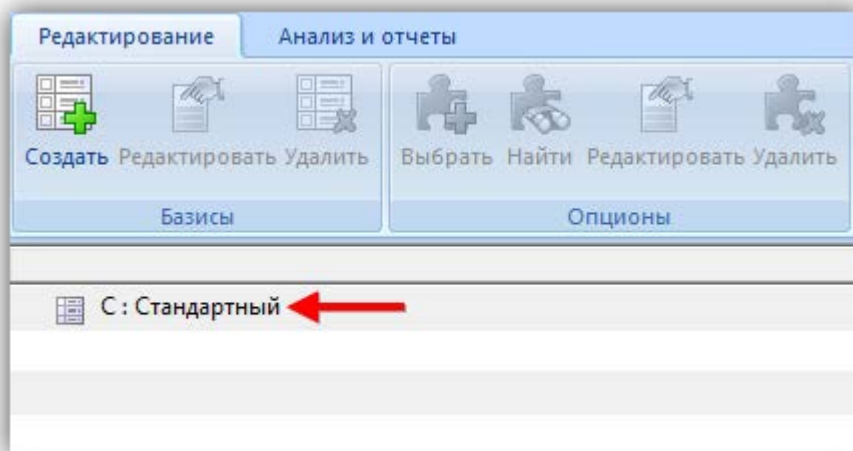 Редактирование Анализ и отчеты
Создать Редактировать Удалить Выбрать Найти Редактировать Удалить
Базисы Опционы
С : Стандартный